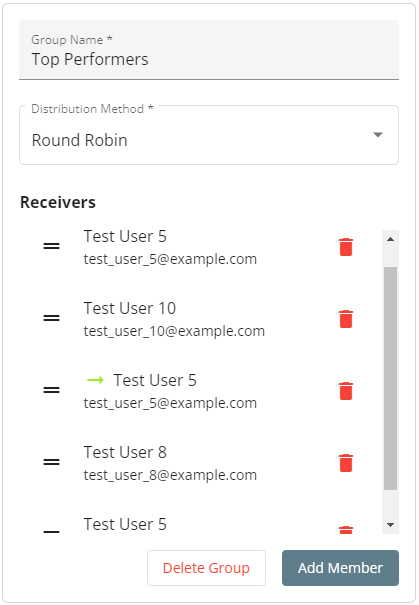 Group Name *
Top Performers
Distribution Method *
Round Robin
Receivers
Test User 5
test_user_5@example.com
Test User 10
test_user_10@example.com
Test User 5
test_user_5@example.com
Test User 8
test_user_8@example.com
Test User 5
Delete Group
Add Member